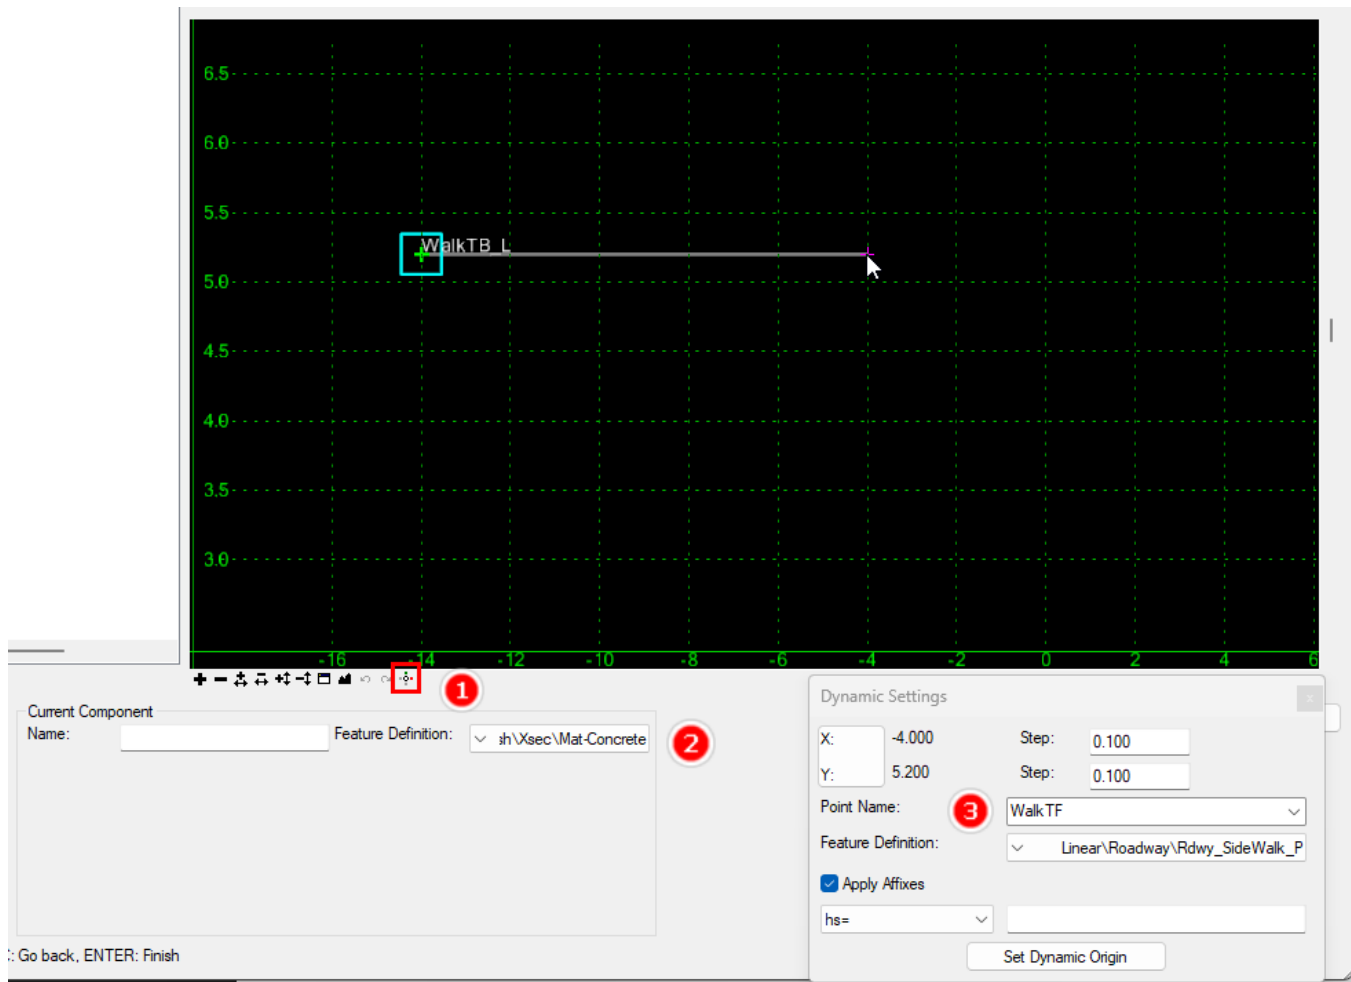 6.5
6.0
5.5
WalkTB_L
5.0
4.5
4.0
3.5
3.0
-16 -14 -12 -10 -8 -6 -4 -2 0 2 4 6
1
Current Component
Name:
Feature Definition: sh\Xsec\Mat-Concrete
2
Dynamic Settings
X: -4.000 Step: 0.100
Y: 5.200 Step: 0.100
Point Name: 3 WalkTF
Feature Definition: Linear\Roadway\Rdwy_SideWalk_P
Apply Affixes
hs=
Set Dynamic Origin
: Go back, ENTER: Finish